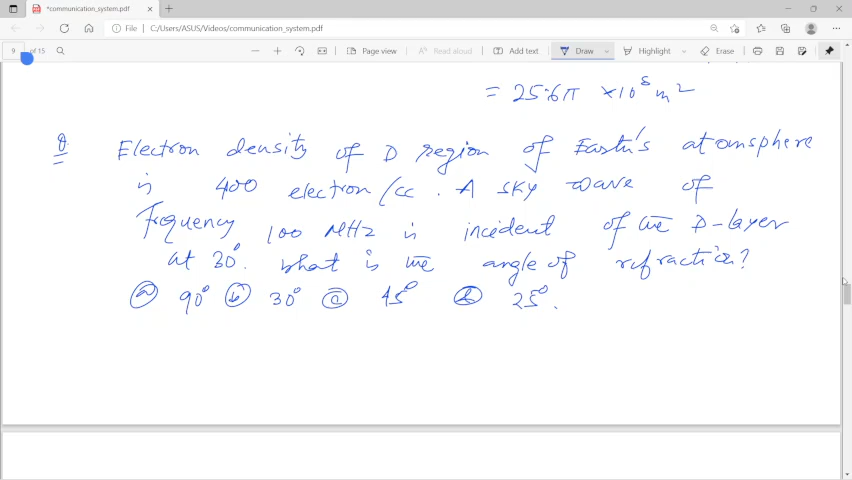 *communication_system.pdf
File C:/Users/ASUS/Videos/communication_system.pdf
9 of 15 Page view Read aloud Add text Draw Highlight Erase
= 25.6π ×10⁸ m²
Q Electron density of D region of Earth's atomsphere
is 400 electron/cc. A sky wave of
frequency 100 MHz is incident of the D-layer
at 30°. What is the angle of refraction?
(a) 90° (b) 30° (c) 45° (d) 25°.